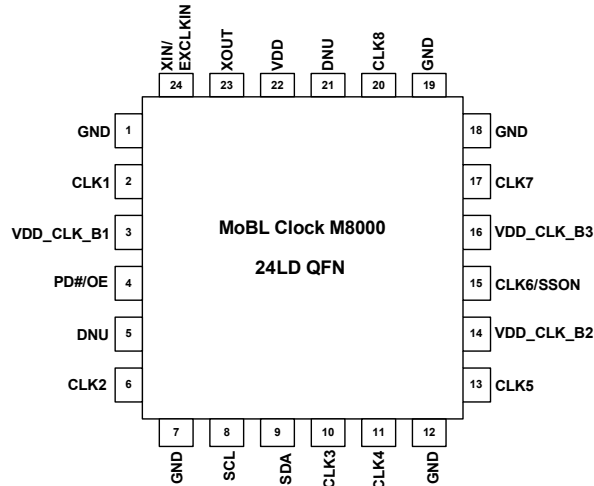 XIN/
EXCLKIN
XOUT
VDD
DNU
CLK8
GND
24
23
22
21
20
19
GND 1
CLK1 2
VDD_CLK_B1 3
PD#/OE 4
DNU 5
CLK2 6
MoBL Clock M8000
24LD QFN
18 GND
17 CLK7
16 VDD_CLK_B3
15 CLK6/SSON
14 VDD_CLK_B2
13 CLK5
7
8
9
10
11
12
GND
SCL
SDA
CLK3
CLK4
GND